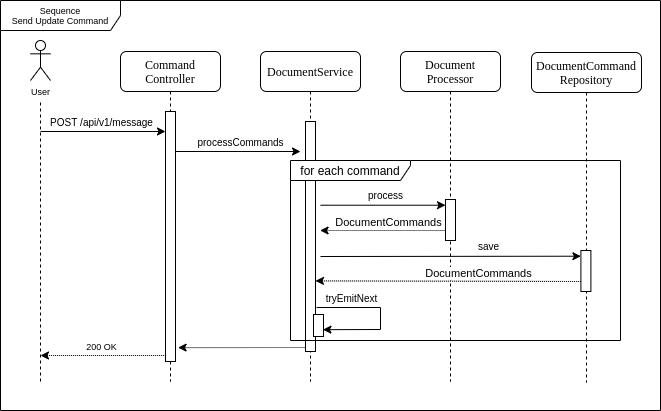 Sequence
Send Update Command
User
Command
Controller
DocumentService
Document
Processor
DocumentCommand
Repository
POST /api/v1/message
processCommands
for each command
process
DocumentCommands
save
DocumentCommands
tryEmitNext
200 OK